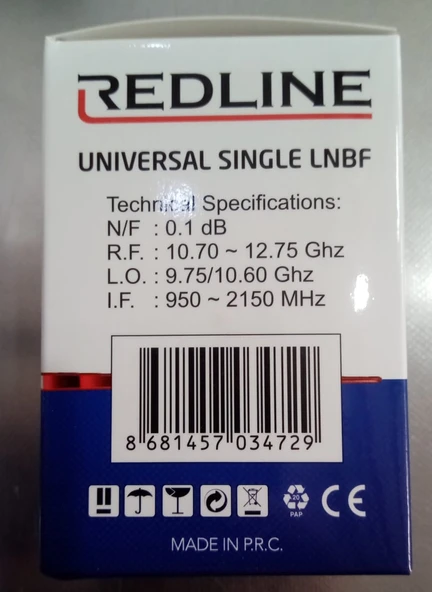 REDLINE
UNIVERSAL SINGLE LNBF
Technical Specifications:
N/F : 0.1 dB
R.F. : 10.70 ~ 12.75 Ghz
L.O. : 9.75/10.60 Ghz
I.F. : 950 ~ 2150 MHz
8 681457 034729
20
PAP
CE
MADE IN P.R.C.